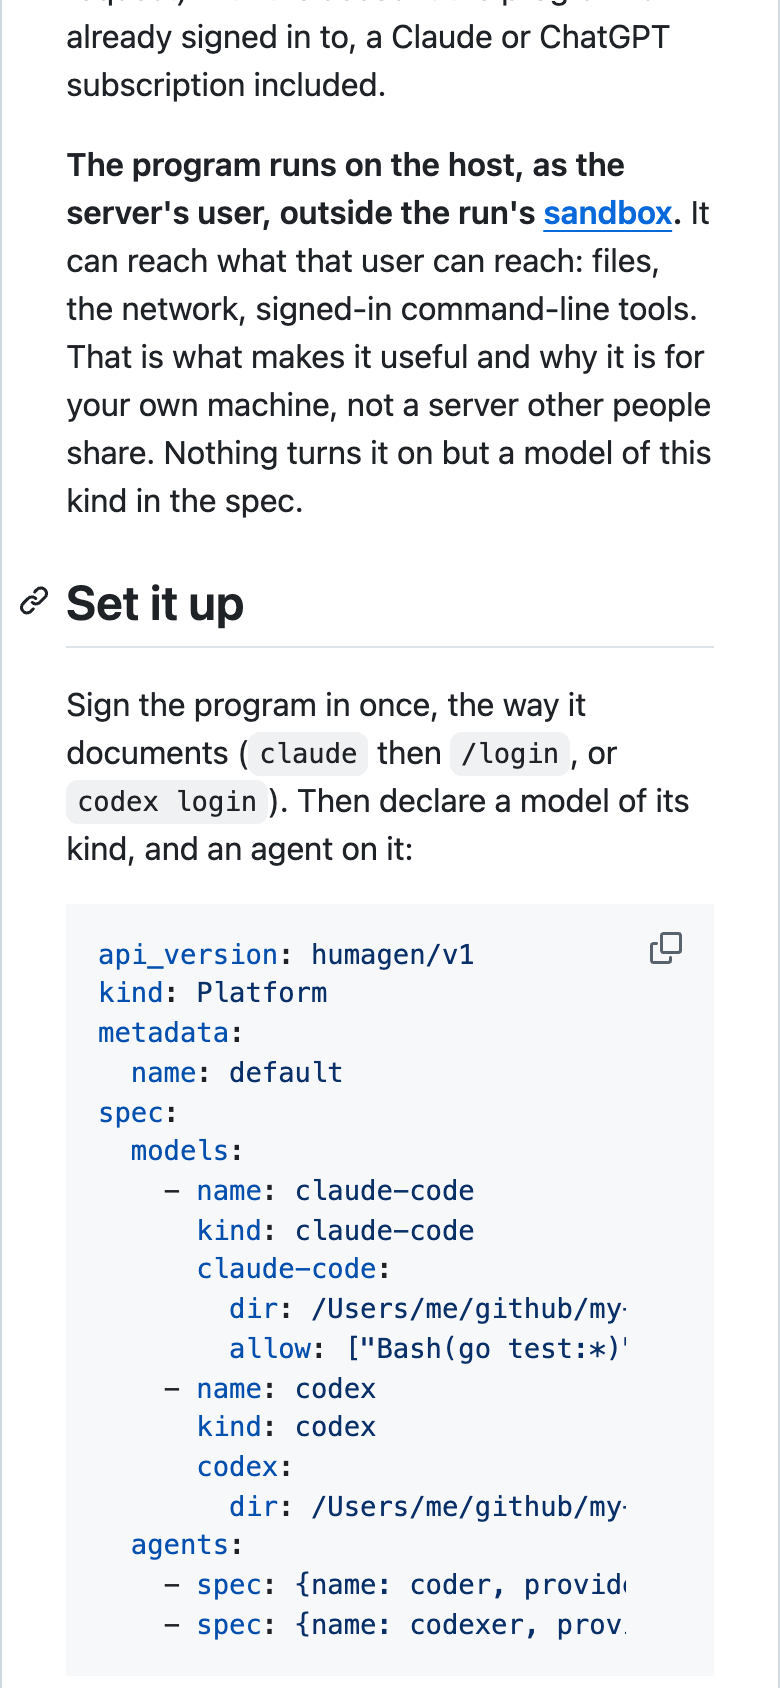 already signed in to, a Claude or ChatGPT
subscription included.
The program runs on the host, as the
server's user, outside the run's sandbox. It
can reach what that user can reach: files,
the network, signed-in command-line tools.
That is what makes it useful and why it is for
your own machine, not a server other people
share. Nothing turns it on but a model of this
kind in the spec.
Set it up
Sign the program in once, the way it
documents ( claude then /login , or
codex login ). Then declare a model of its
kind, and an agent on it:
api_version: humagen/v1
kind: Platform
metadata:
  name: default
spec:
  models:
    - name: claude-code
      kind: claude-code
      claude-code:
        dir: /Users/me/github/my-
        allow: ["Bash(go test:*)"
    - name: codex
      kind: codex
      codex:
        dir: /Users/me/github/my-
  agents:
    - spec: {name: coder, provid
    - spec: {name: codexer, prov